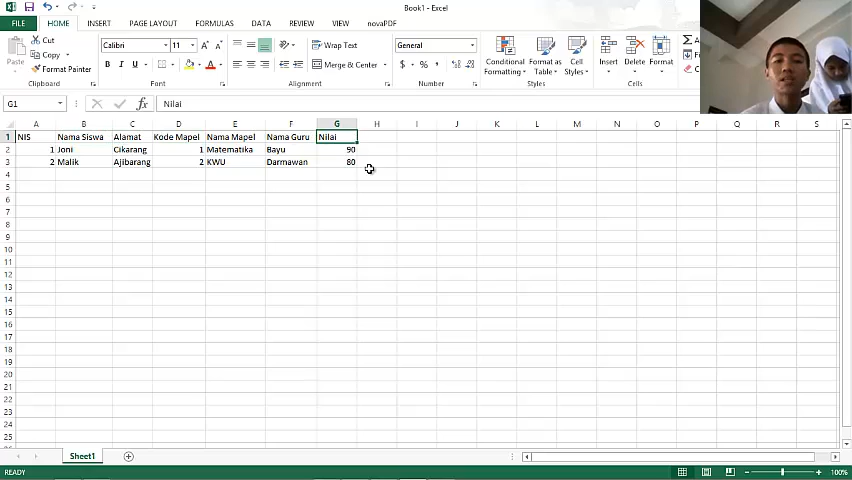 Book1 - Excel
FILE HOME INSERT PAGE LAYOUT FORMULAS DATA REVIEW VIEW novaPDF
Cut
Copy
Format Painter
Paste
Clipboard
Calibri 11
B I U
Font
Wrap Text
Merge & Center
Alignment
General
$ % ,
Number
Conditional Formatting
Format as Table
Cell Styles
Styles
Insert Delete Format
Cells
G1 fx Nilai
A B C D E F G H I J K L M N O P Q R S
1 NIS Nama Siswa Alamat Kode Mapel Nama Mapel Nama Guru Nilai
2 1 Joni Cikarang 1 Matematika Bayu 90
3 2 Malik Ajibarang 2 KWU Darmawan 80
4
5
6
7
8
9
10
11
12
13
14
15
16
17
18
19
20
21
22
23
24
25
Sheet1
READY 100%